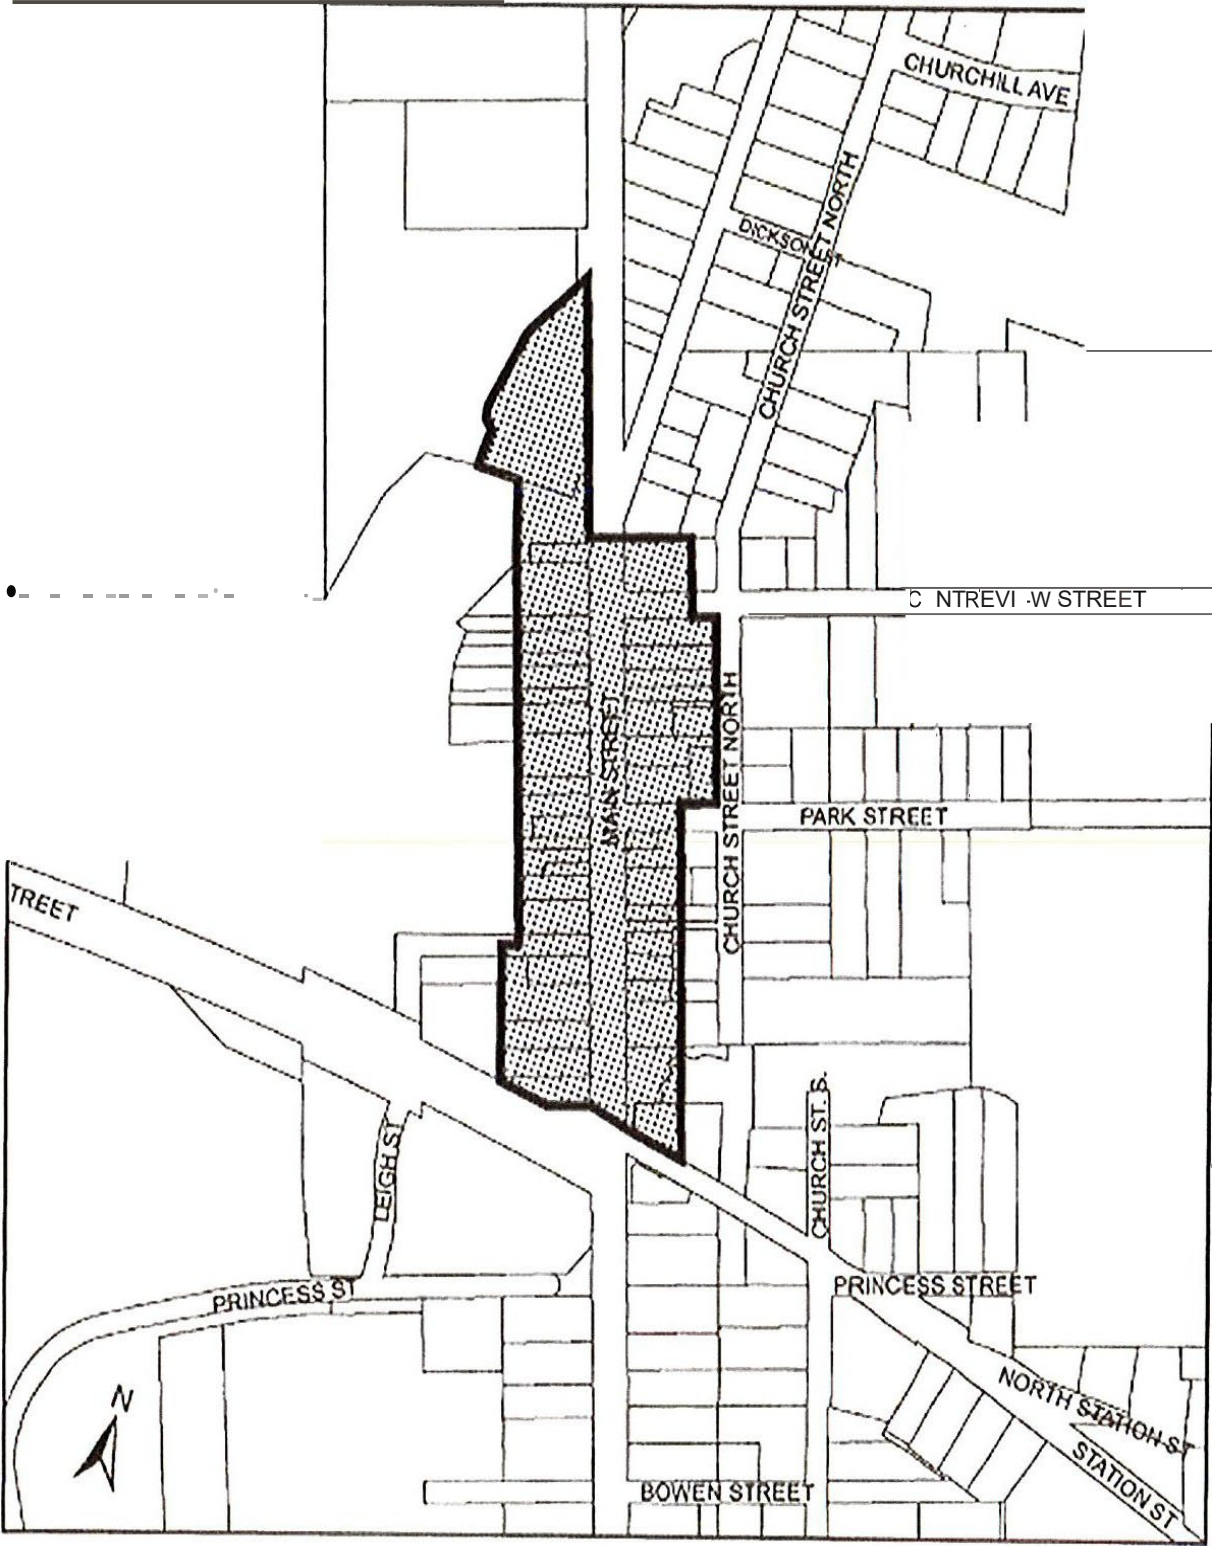 CHURCHILL AVE
CHURCH STREET NORTH
DICKSON ST
C NTREVI -W STREET
MAIN STREET
CHURCH STREET NORTH
PARK STREET
TREET
CHURCH ST. S.
LEIGH ST
PRINCESS ST
PRINCESS STREET
N
NORTH STATION ST
STATION ST
BOWEN STREET